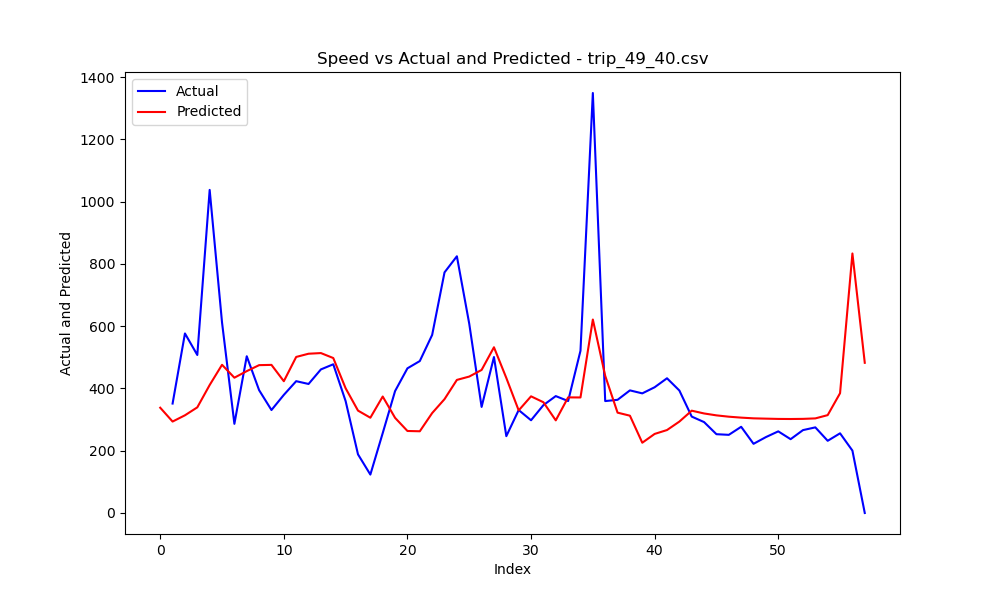 Speed vs Actual and Predicted - trip_49_40.csv
Actual
Predicted
1400
1200
1000
800
600
400
200
0
Actual and Predicted
0 10 20 30 40 50
Index